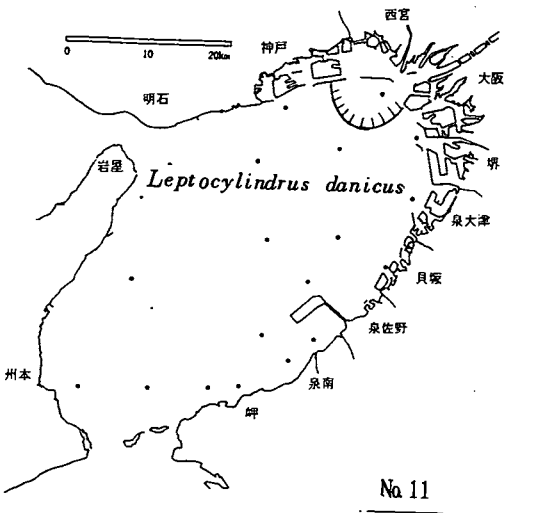 西宮
0 10 20km
神戸
大阪
明石
堺
岩屋
Leptocylindrus danicus
泉大津
貝塚
泉佐野
州本
泉南
岬
No. 11